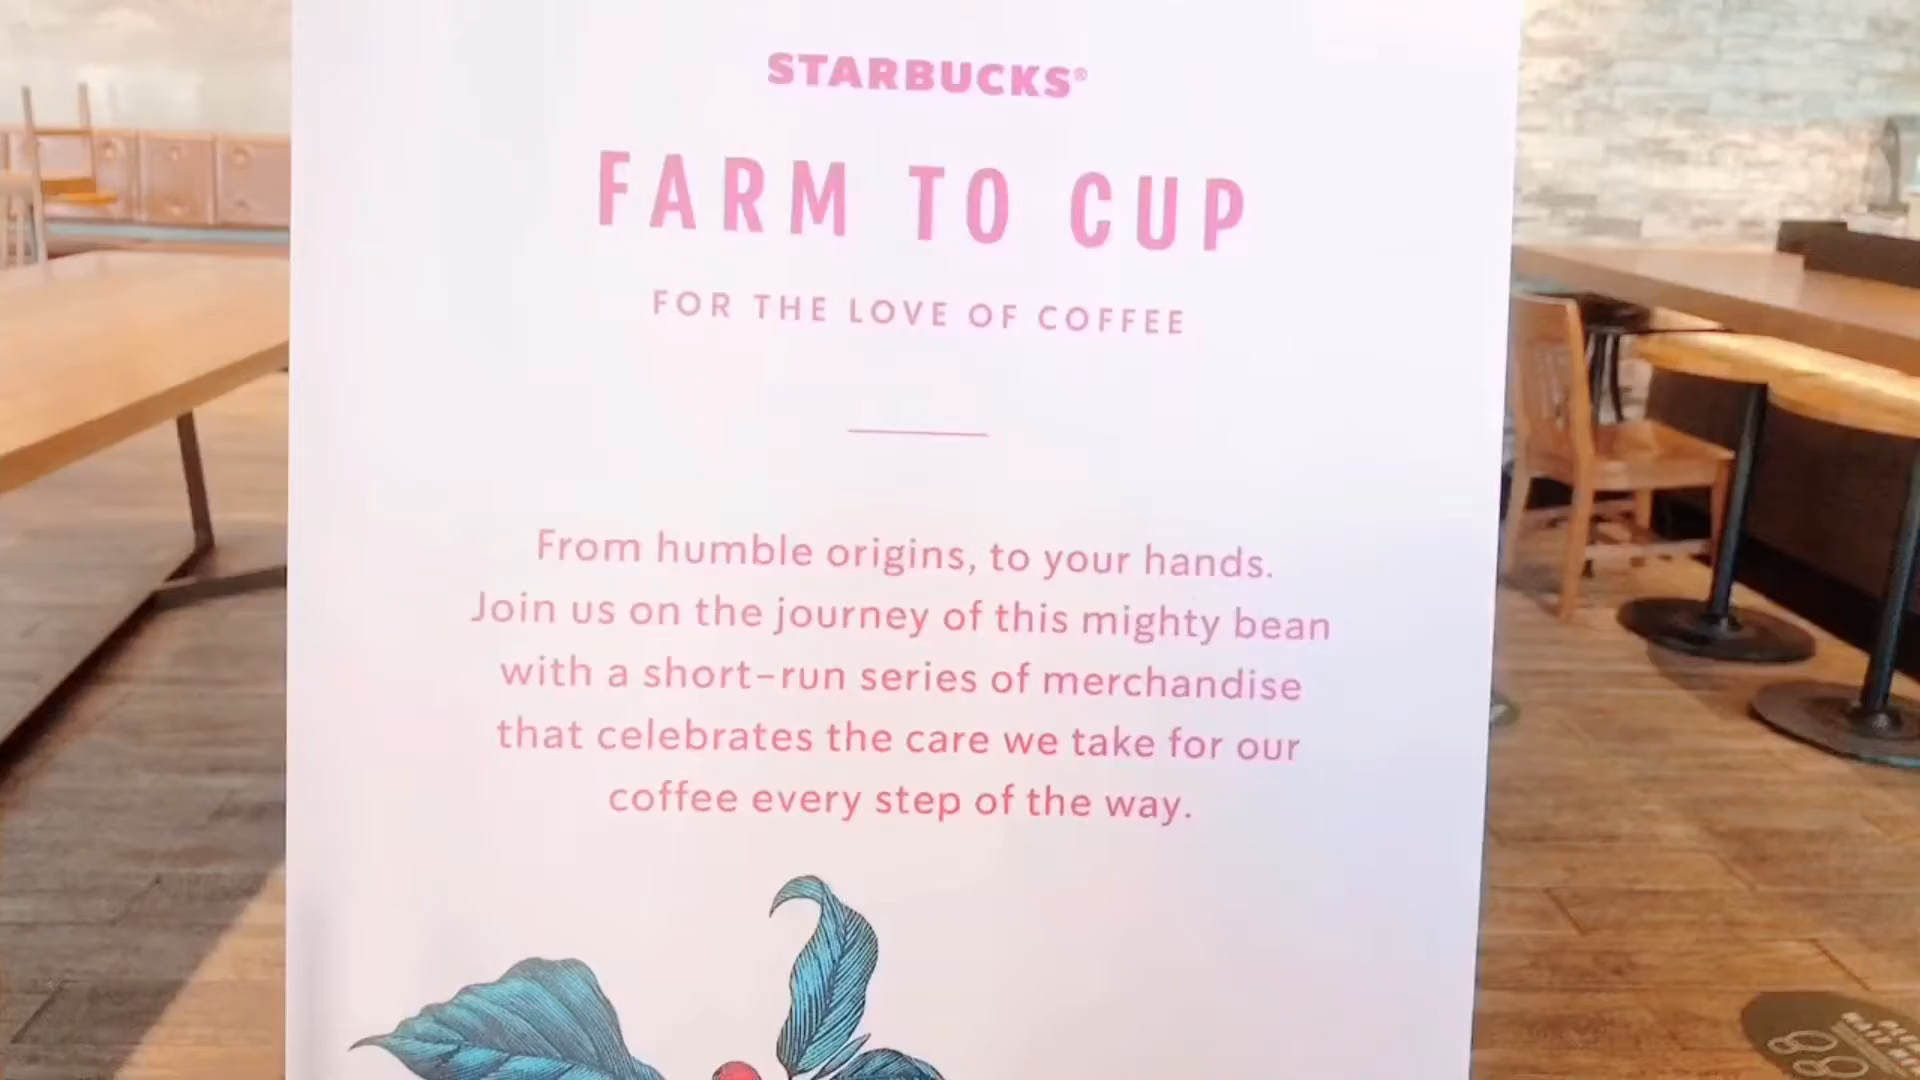 STARBUCKS®
FARM TO CUP
FOR THE LOVE OF COFFEE
From humble origins, to your hands.
Join us on the journey of this mighty bean
with a short-run series of merchandise
that celebrates the care we take for our
coffee every step of the way.